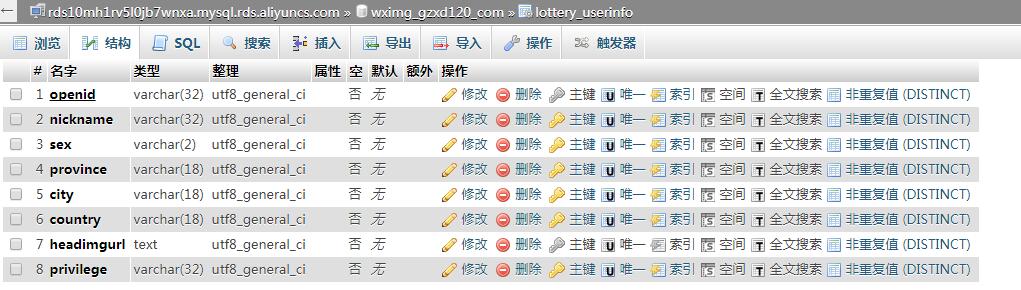 rds10mh1rv5l0jb7wnxa.mysql.rds.aliyuncs.com » wximg_gzxd120_com » lottery_userinfo
浏览 结构 SQL 搜索 插入 导出 导入 操作 触发器
# 名字 类型 整理 属性 空 默认 额外 操作
1 openid varchar(32) utf8_general_ci 否 无 修改 删除 主键 唯一 索引 空间 全文搜索 非重复值 (DISTINCT)
2 nickname varchar(32) utf8_general_ci 否 无 修改 删除 主键 唯一 索引 空间 全文搜索 非重复值 (DISTINCT)
3 sex varchar(2) utf8_general_ci 否 无 修改 删除 主键 唯一 索引 空间 全文搜索 非重复值 (DISTINCT)
4 province varchar(18) utf8_general_ci 否 无 修改 删除 主键 唯一 索引 空间 全文搜索 非重复值 (DISTINCT)
5 city varchar(18) utf8_general_ci 否 无 修改 删除 主键 唯一 索引 空间 全文搜索 非重复值 (DISTINCT)
6 country varchar(18) utf8_general_ci 否 无 修改 删除 主键 唯一 索引 空间 全文搜索 非重复值 (DISTINCT)
7 headimgurl text utf8_general_ci 否 无 修改 删除 主键 唯一 索引 空间 全文搜索 非重复值 (DISTINCT)
8 privilege varchar(32) utf8_general_ci 否 无 修改 删除 主键 唯一 索引 空间 全文搜索 非重复值 (DISTINCT)